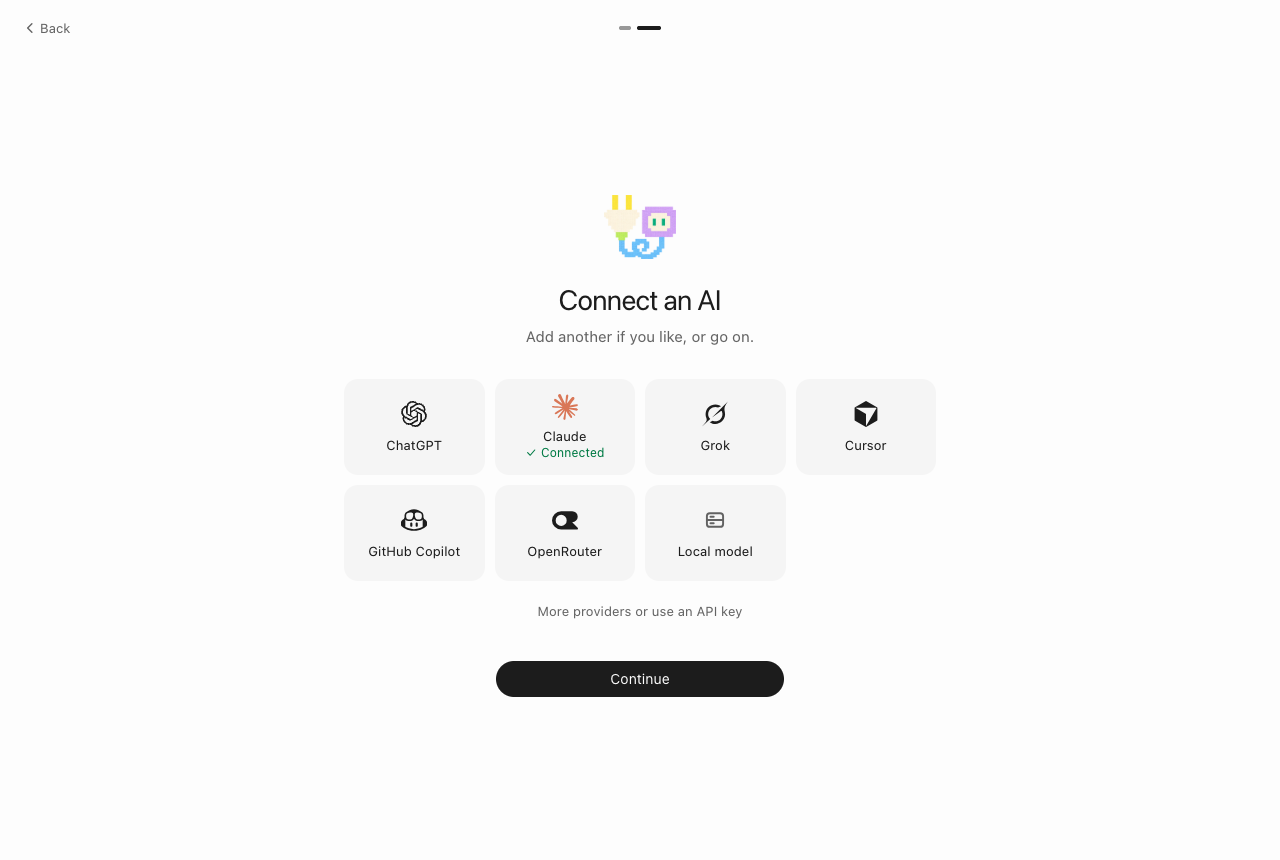 Back
Connect an AI
Add another if you like, or go on.
ChatGPT
Claude
Connected
Grok
Cursor
GitHub Copilot
OpenRouter
Local model
More providers or use an API key
Continue